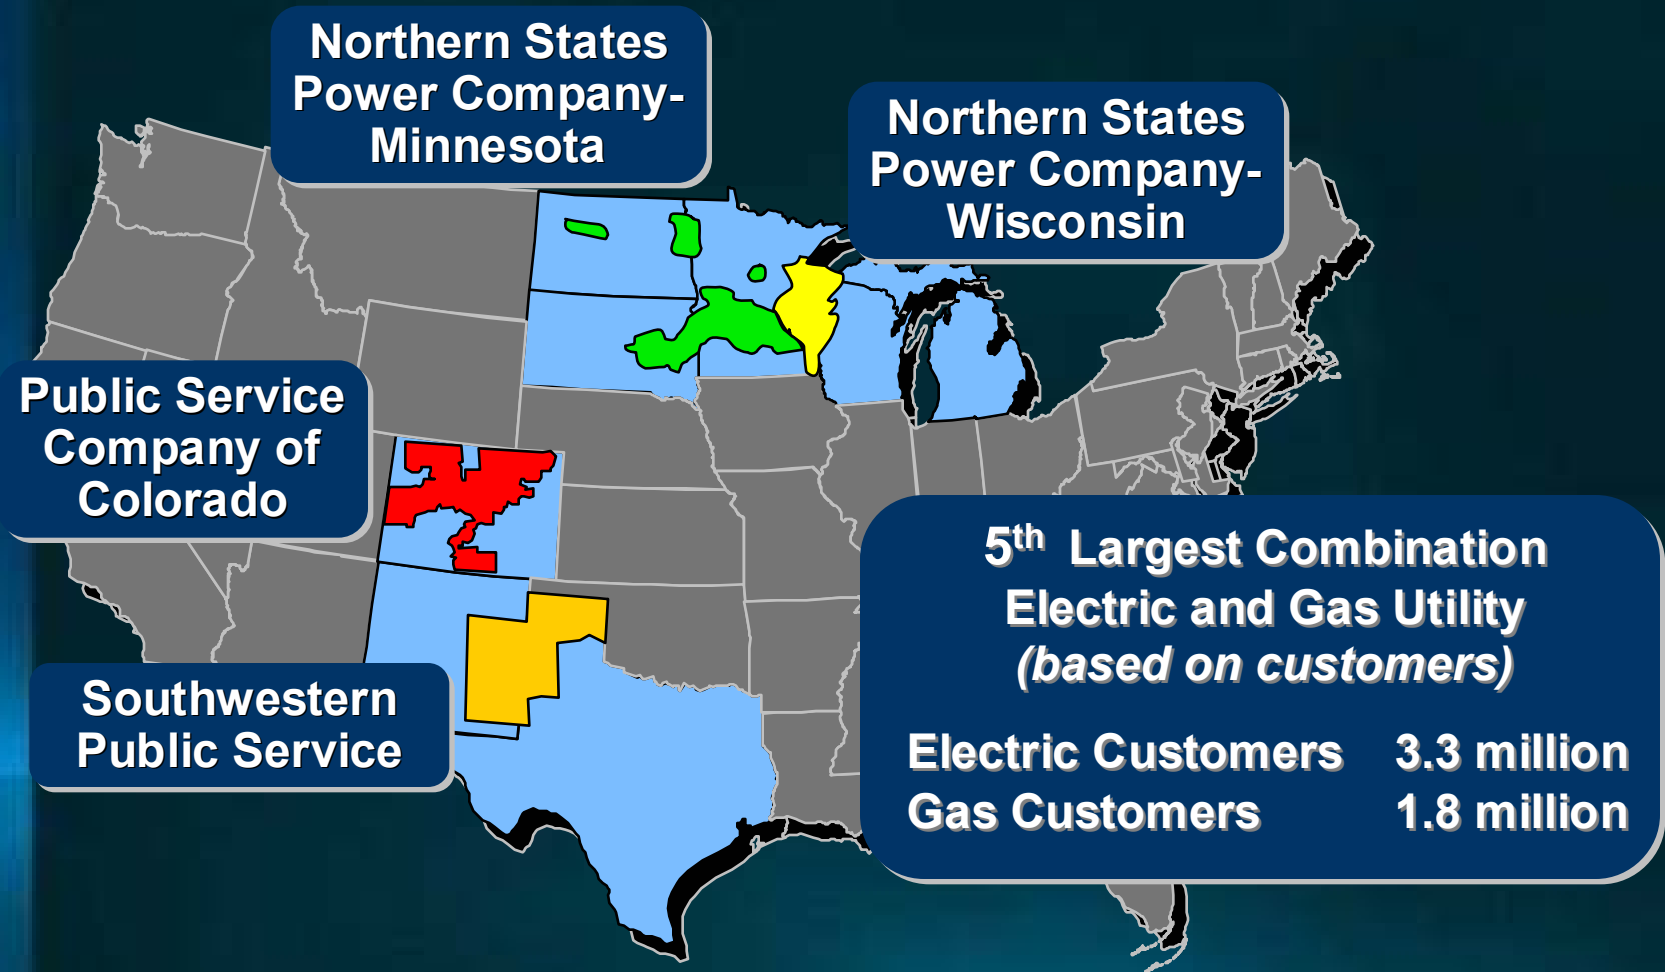 Northern States
Power Company-
Minnesota
Northern States
Power Company-
Wisconsin
Public Service
Company of
Colorado
Southwestern
Public Service
5th Largest Combination
Electric and Gas Utility
(based on customers)
Electric Customers 3.3 million
Gas Customers 1.8 million